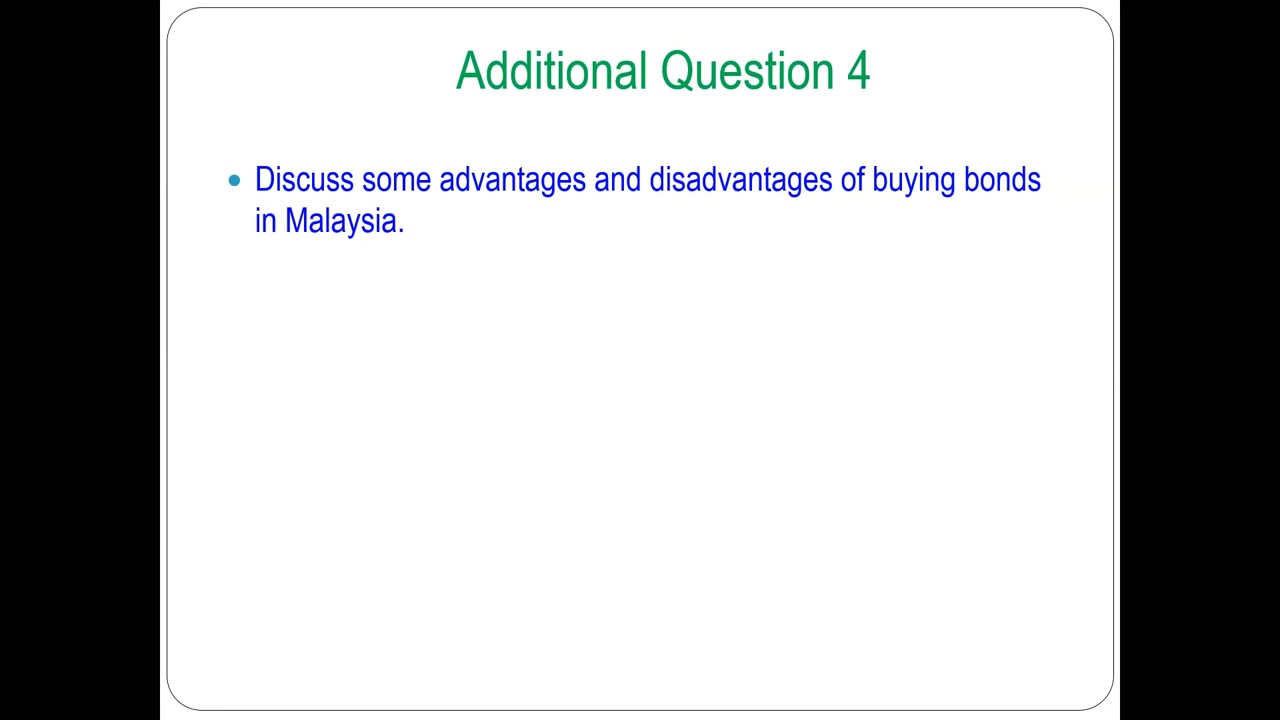 Additional Question 4
• Discuss some advantages and disadvantages of buying bonds
in Malaysia.